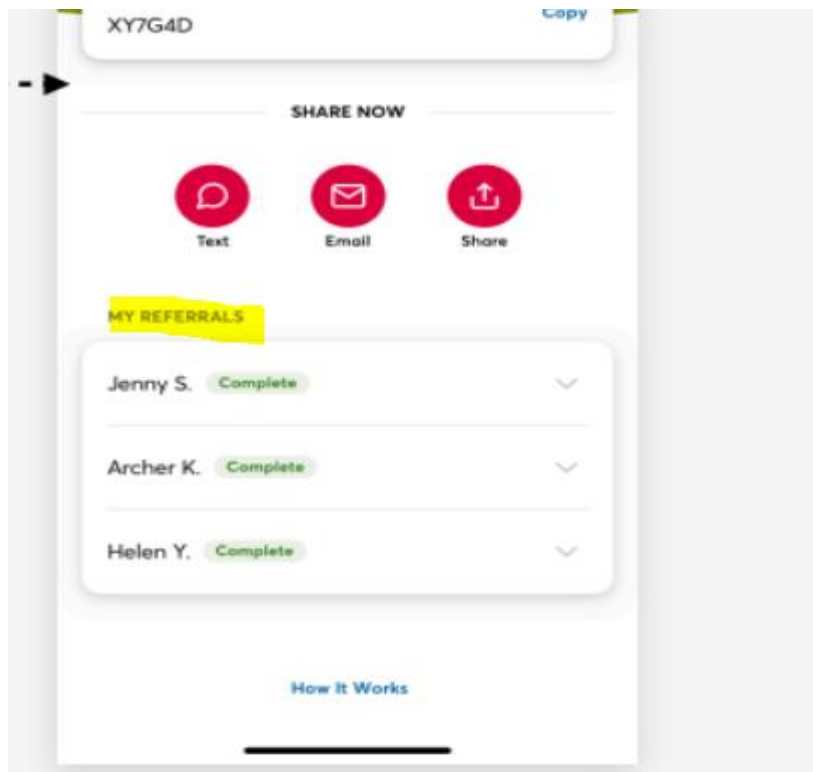 Copy
XY7G4D
SHARE NOW
Text Email Share
MY REFERRALS
Jenny S. Complete
Archer K. Complete
Helen Y. Complete
How It Works